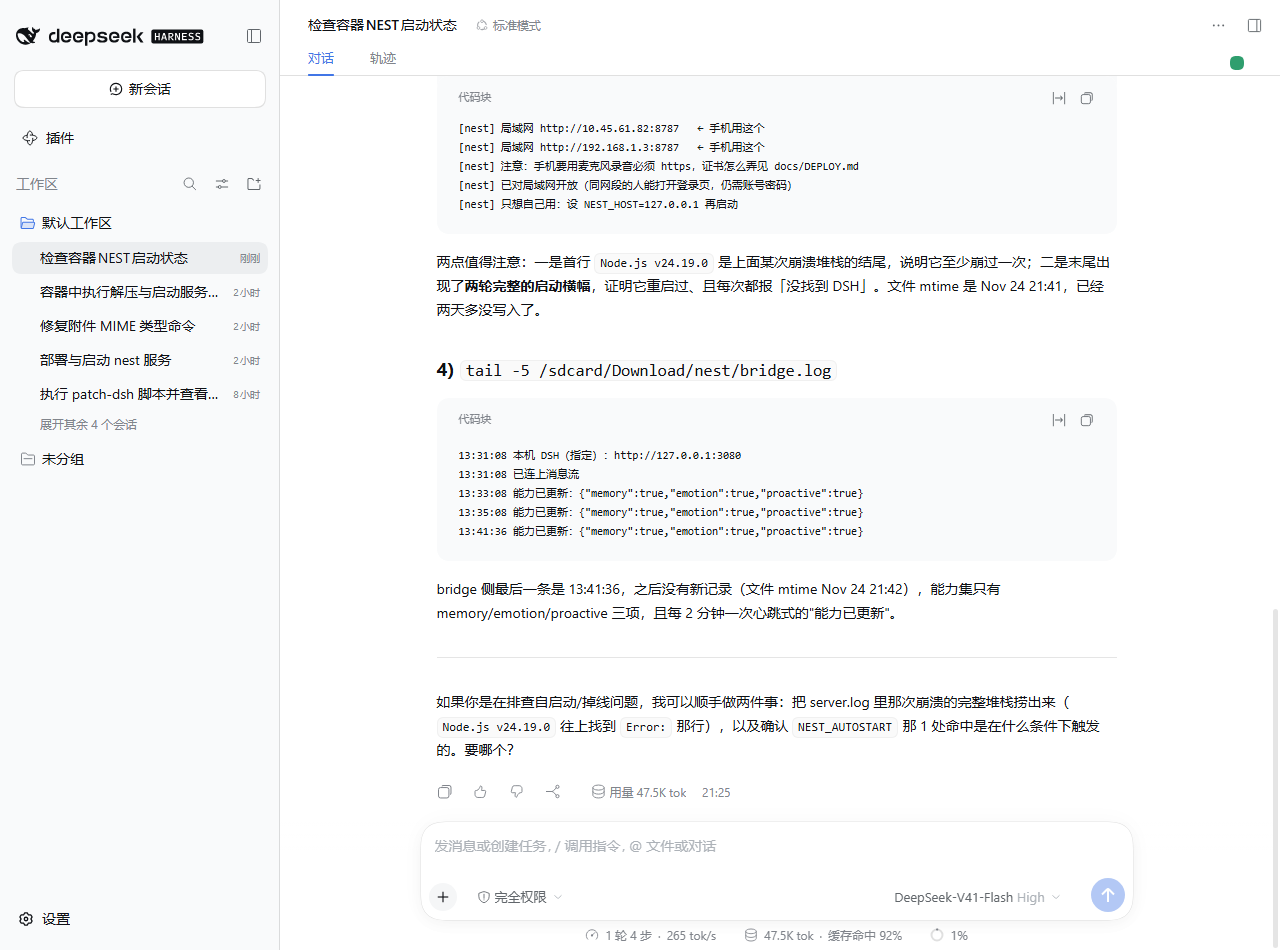 deepseek HARNESS
新会话
插件
工作区
默认工作区
检查容器NEST启动状态 刚刚
容器中执行解压与启动服务... 2小时
修复附件 MIME 类型命令 2小时
部署与启动 nest 服务 2小时
执行 patch-dsh 脚本并查看... 8小时
展开其余 4 个会话
未分组
设置
检查容器NEST启动状态 标准模式
对话 轨迹
代码块
[nest] 局域网 http://10.45.61.82:8787 ← 手机用这个
[nest] 局域网 http://192.168.1.3:8787 ← 手机用这个
[nest] 注意：手机要用麦克风录音必须 https，证书怎么弄见 docs/DEPLOY.md
[nest] 已对局域网开放（同网段的人能打开登录页，仍需账号密码）
[nest] 只想自己用：设 NEST_HOST=127.0.0.1 再启动
两点值得注意：一是首行 Node.js v24.19.0 是上面某次崩溃堆栈的结尾，说明它至少崩过一次；二是末尾出
现了两轮完整的启动横幅，证明它重启过、且每次都报「没找到 DSH」。文件 mtime 是 Nov 24 21:41，已经
两天多没写入了。
4) tail -5 /sdcard/Download/nest/bridge.log
代码块
13:31:08 本机 DSH（指定）：http://127.0.0.1:3080
13:31:08 已连上消息流
13:33:08 能力已更新：{"memory":true,"emotion":true,"proactive":true}
13:35:08 能力已更新：{"memory":true,"emotion":true,"proactive":true}
13:41:36 能力已更新：{"memory":true,"emotion":true,"proactive":true}
bridge 侧最后一条是 13:41:36，之后没有新记录（文件 mtime Nov 24 21:42），能力集只有
memory/emotion/proactive 三项，且每 2 分钟一次心跳式的"能力已更新"。
如果你是在排查自启动/掉线问题，我可以顺手做两件事：把 server.log 里那次崩溃的完整堆栈捞出来（
Node.js v24.19.0 往上找到 Error: 那行），以及确认 NEST_AUTOSTART 那 1 处命中是在什么条件下触发
的。要哪个？
用量 47.5K tok 21:25
发消息或创建任务，/ 调用指令，@ 文件或对话
完全权限 DeepSeek-V41-Flash High
1 轮 4 步 · 265 tok/s 47.5K tok · 缓存命中 92% 1%